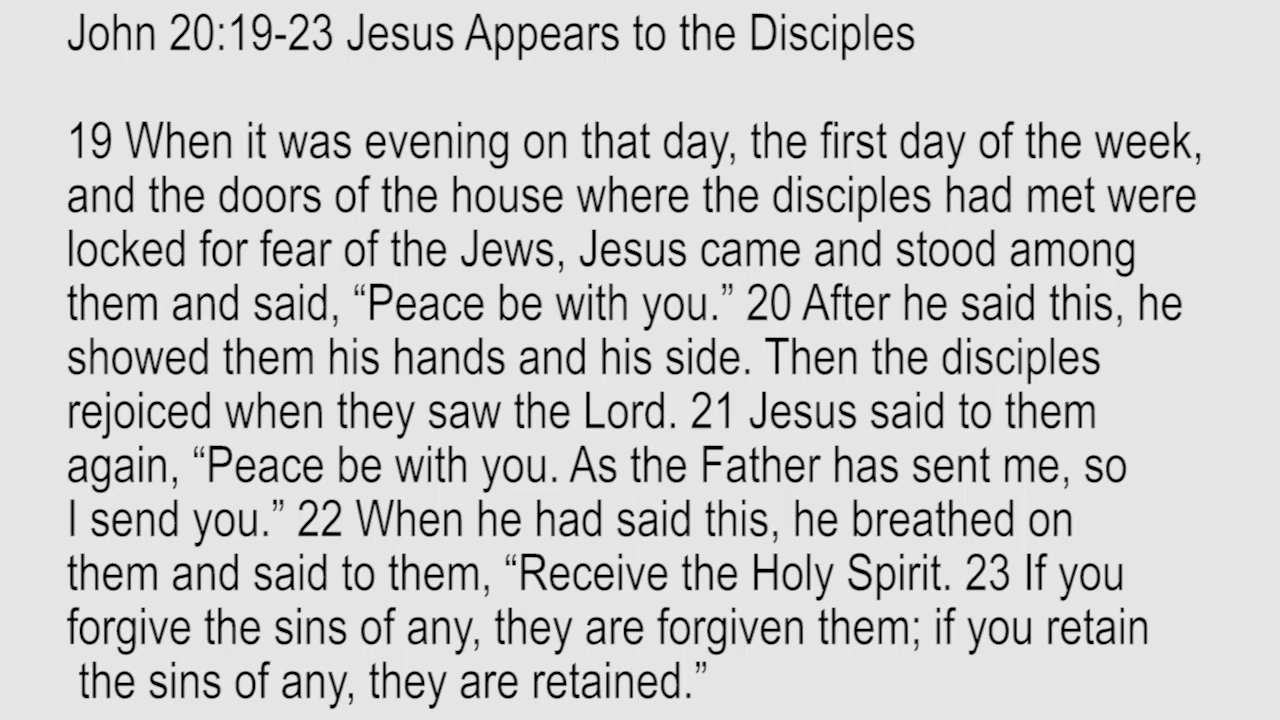 John 20:19-23 Jesus Appears to the Disciples
19 When it was evening on that day, the first day of the week,
and the doors of the house where the disciples had met were
locked for fear of the Jews, Jesus came and stood among
them and said, “Peace be with you.” 20 After he said this, he
showed them his hands and his side. Then the disciples
rejoiced when they saw the Lord. 21 Jesus said to them
again, “Peace be with you. As the Father has sent me, so
I send you.” 22 When he had said this, he breathed on
them and said to them, “Receive the Holy Spirit. 23 If you
forgive the sins of any, they are forgiven them; if you retain
the sins of any, they are retained.”